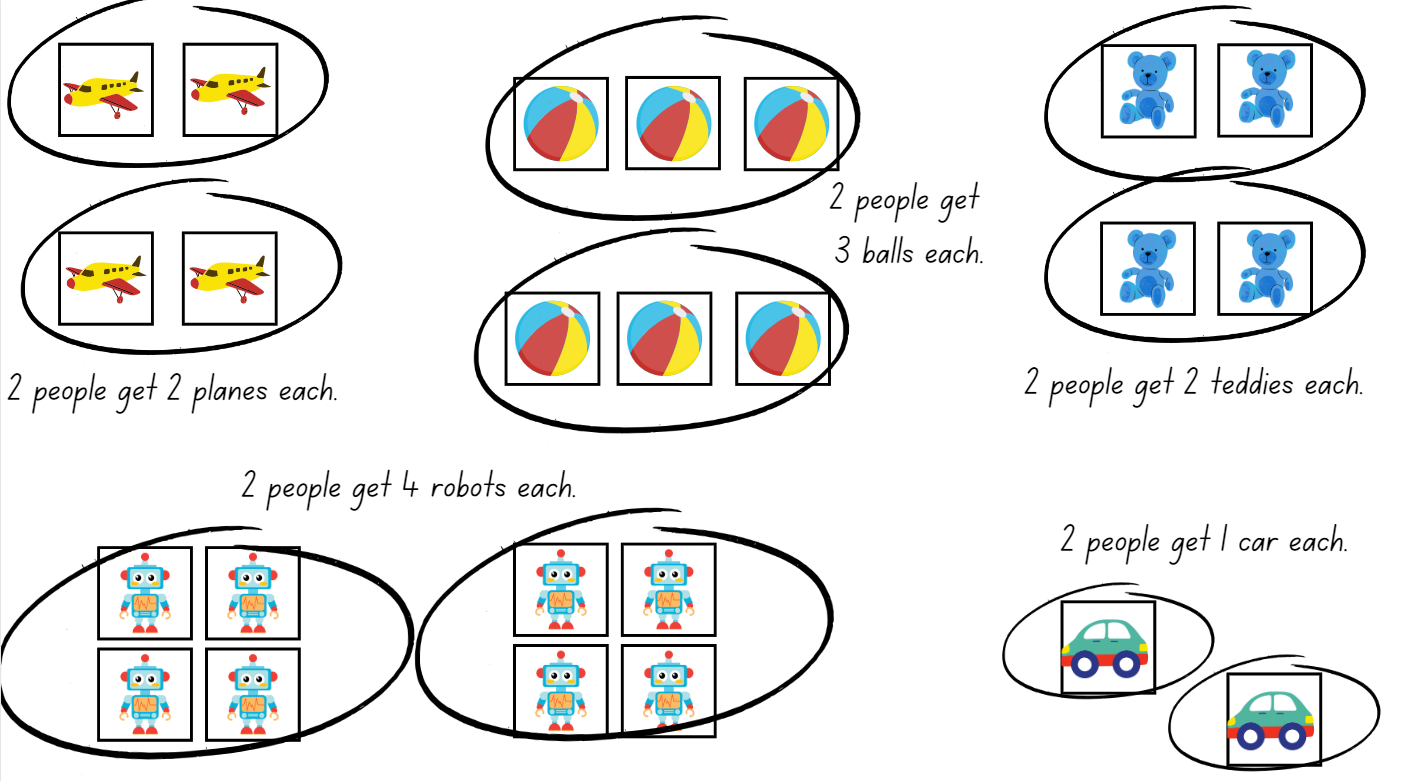 2 people get
3 balls each.
2 people get 2 planes each.
2 people get 2 teddies each.
2 people get 4 robots each.
2 people get 1 car each.